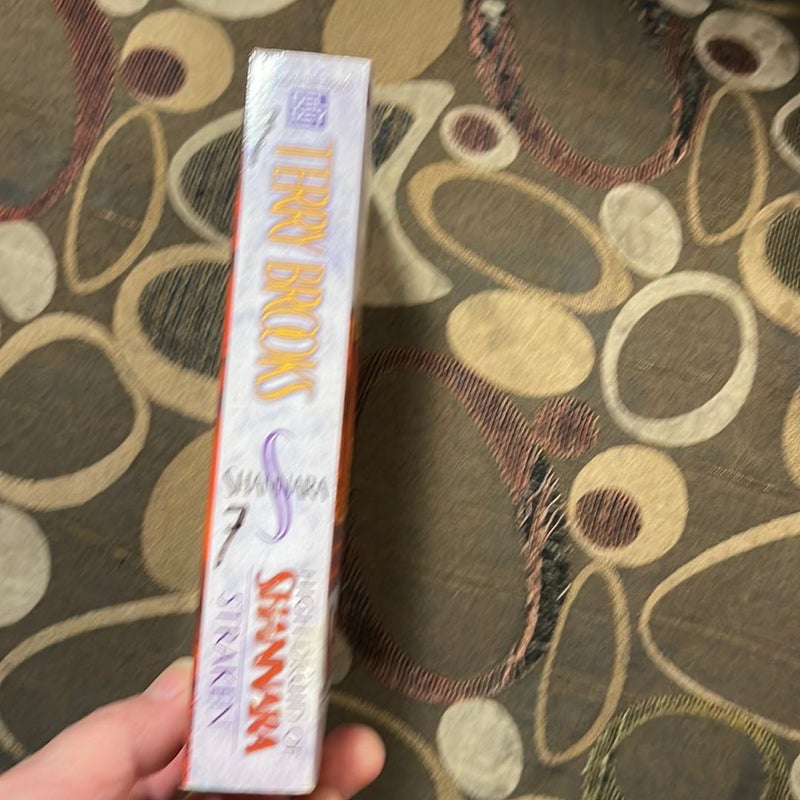 TERRY BROOKS
SHANNARA
7
HIGH DRUID OF
SHANNARA
STRAKEN